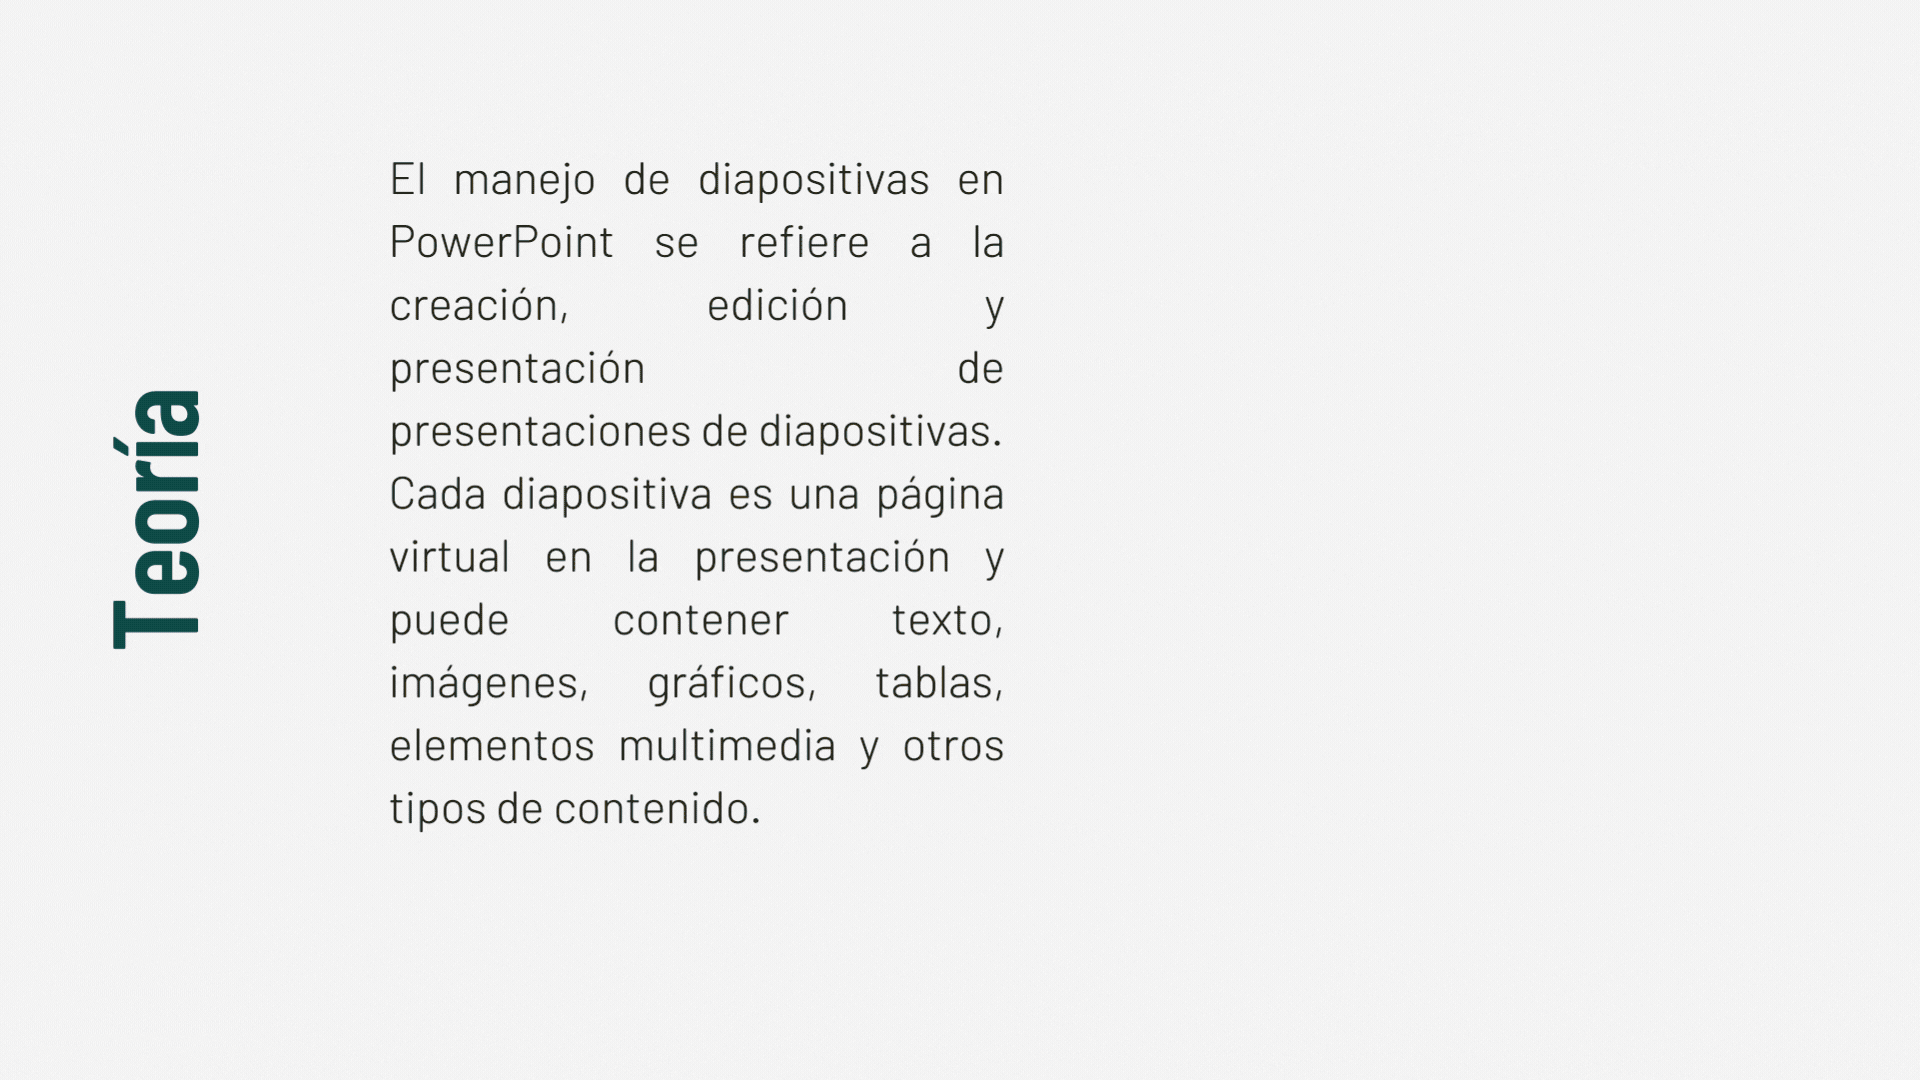 Teoría
El manejo de diapositivas en
PowerPoint se refiere a la
creación, edición y
presentación de
presentaciones de diapositivas.
Cada diapositiva es una página
virtual en la presentación y
puede contener texto,
imágenes, gráficos, tablas,
elementos multimedia y otros
tipos de contenido.